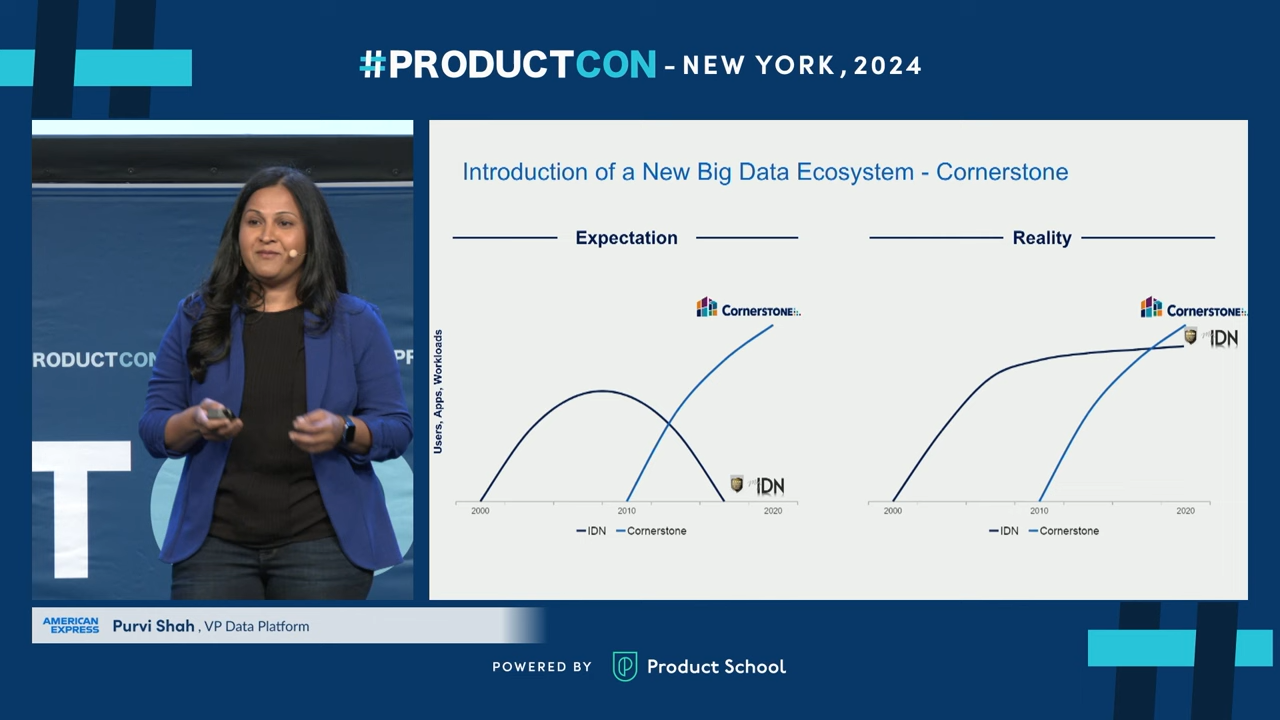 #PRODUCTCON - NEW YORK, 2024
RODUCTCON
PR
T
Introduction of a New Big Data Ecosystem - Cornerstone
Expectation
Reality
Users, Apps, Workloads
CornerstONE
IDN
2000
2010
2020
IDN
Cornerstone
CornerstONE
IDN
2000
2010
2020
IDN
Cornerstone
AMERICAN
EXPRESS
Purvi Shah, VP Data Platform
POWERED BY
Product School